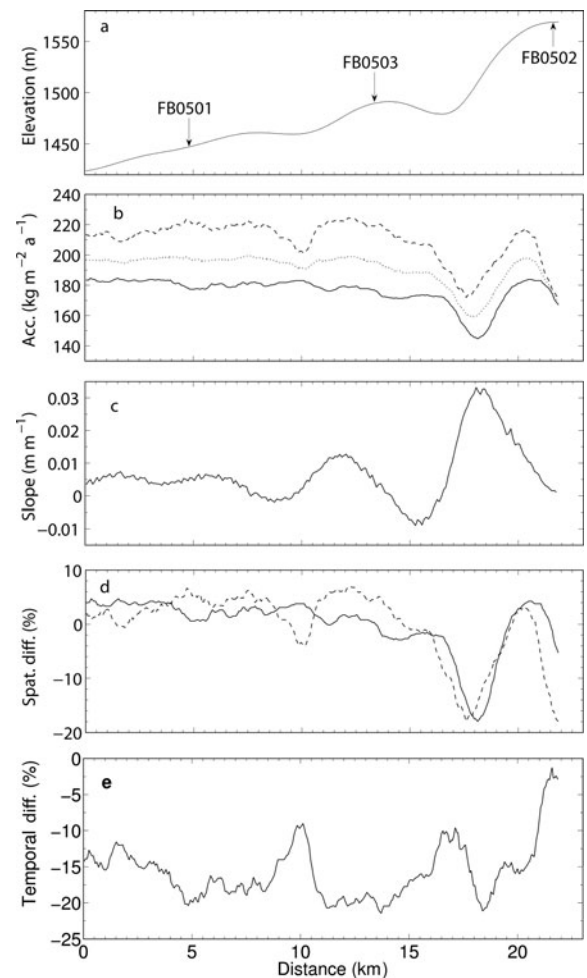 a
1550
1500
1450
Elevation (m)
FB0501
FB0503
FB0502
b
240
220
200
180
160
140
Acc. (kg m−2 a−1)
c
0.03
0.02
0.01
0
−0.01
Slope (m m−1)
d
10
0
−10
−20
Spat. diff. (%)
e
0
−5
−10
−15
−20
−25
Temporal diff. (%)
0 5 10 15 20
Distance (km)